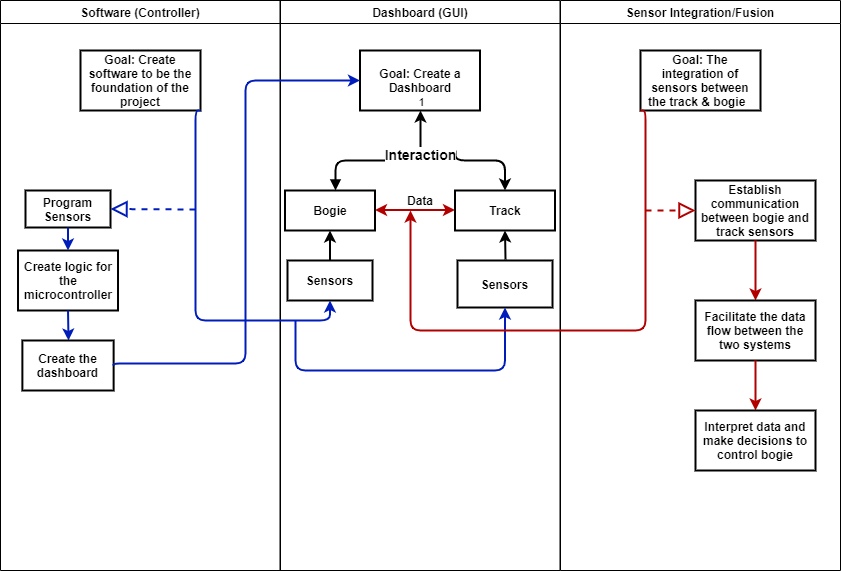 Software (Controller)
Dashboard (GUI)
Sensor Integration/Fusion
Goal: Create
software to be the
foundation of the
project
Program
Sensors
Create logic for
the
microcontroller
Create the
dashboard
Goal: Create a
Dashboard
1
Interaction
Bogie
Data
Track
Sensors
Sensors
Goal: The
integration of
sensors between
the track & bogie
Establish
communication
between bogie and
track sensors
Facilitate the data
flow between the
two systems
Interpret data and
make decisions to
control bogie